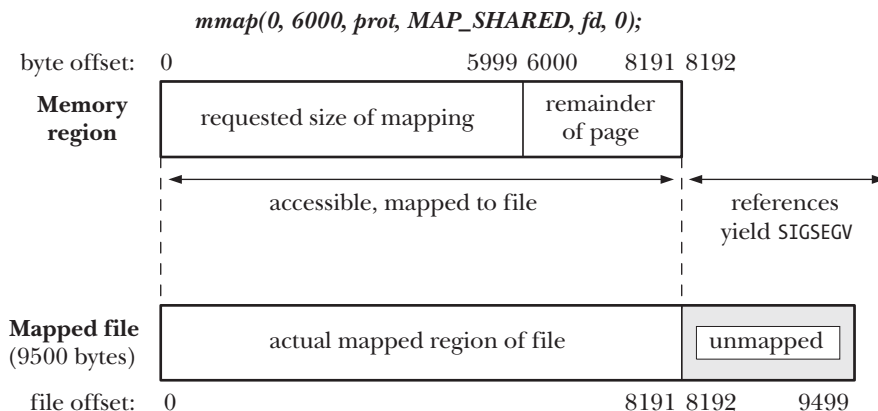 mmap(0, 6000, prot, MAP_SHARED, fd, 0);
byte offset: 0 5999 6000 8191 8192
Memory region
requested size of mapping
remainder of page
accessible, mapped to file
references yield SIGSEGV
Mapped file (9500 bytes)
actual mapped region of file
unmapped
file offset: 0 8191 8192 9499